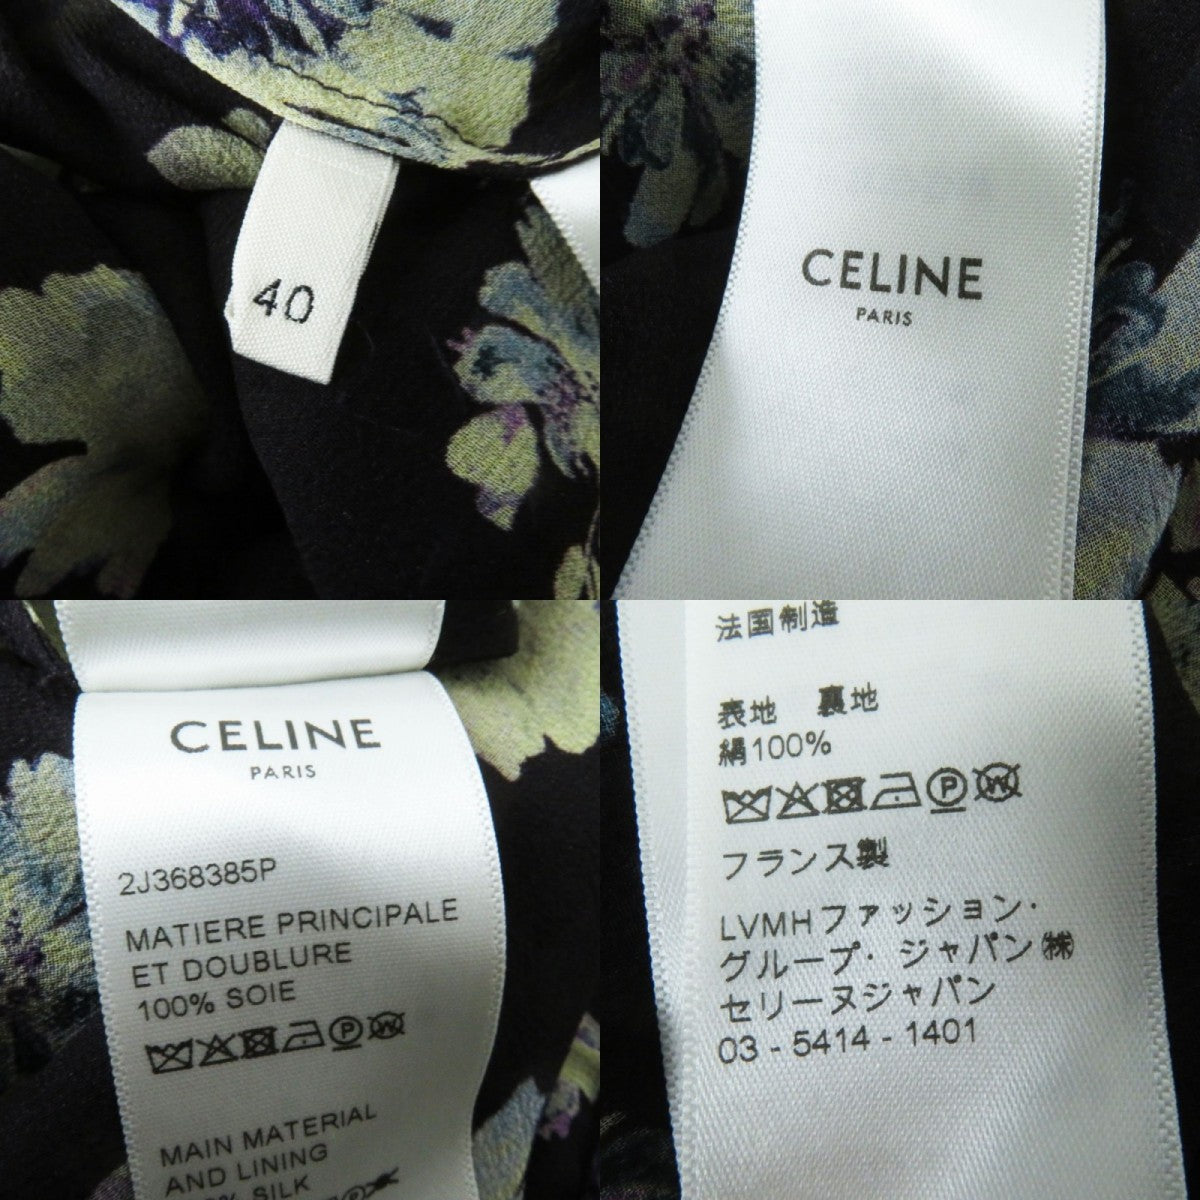 40
CELINE
PARIS
CELINE
PARIS
2J368385P
MATIERE PRINCIPALE
ET DOUBLURE
100% SOIE
MAIN MATERIAL
AND LINING
% SILK
法国制造
表地 裏地
絹100%
フランス製
LVMHファッション・
グループ・ジャパン㈱
セリーヌジャパン
03 - 5414 - 1401